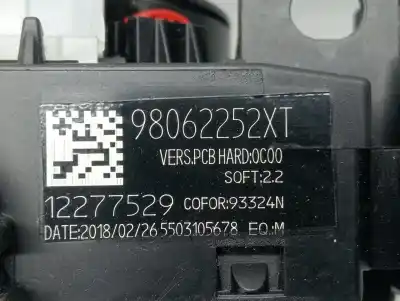 98062252XT
VERS.PCB HARD:0C00
SOFT:2.2
12277529 COFOR:93324N
DATE:2018/02/26 5503105678 EQ:M